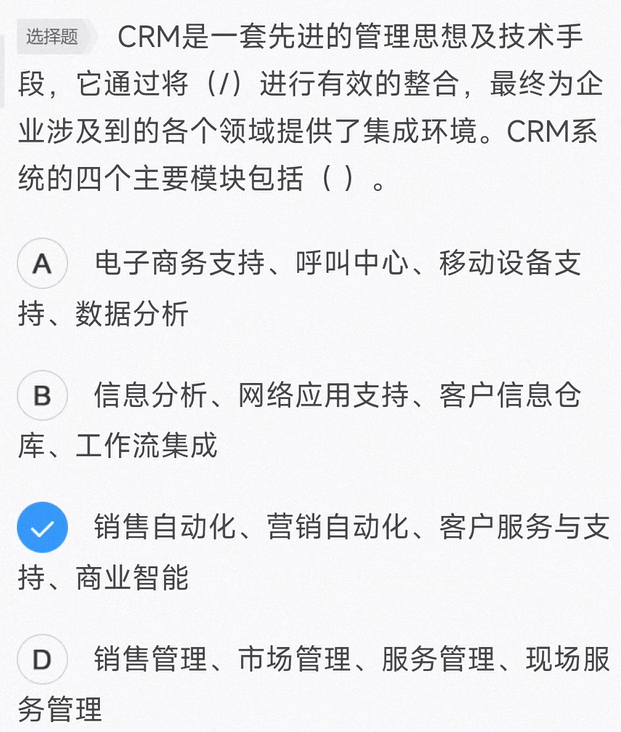 选择题 CRM是一套先进的管理思想及技术手
段，它通过将（/）进行有效的整合，最终为企
业涉及到的各个领域提供了集成环境。CRM系
统的四个主要模块包括（ ）。
A 电子商务支持、呼叫中心、移动设备支
持、数据分析
B 信息分析、网络应用支持、客户信息仓
库、工作流集成
销售自动化、营销自动化、客户服务与支
持、商业智能
D 销售管理、市场管理、服务管理、现场服
务管理